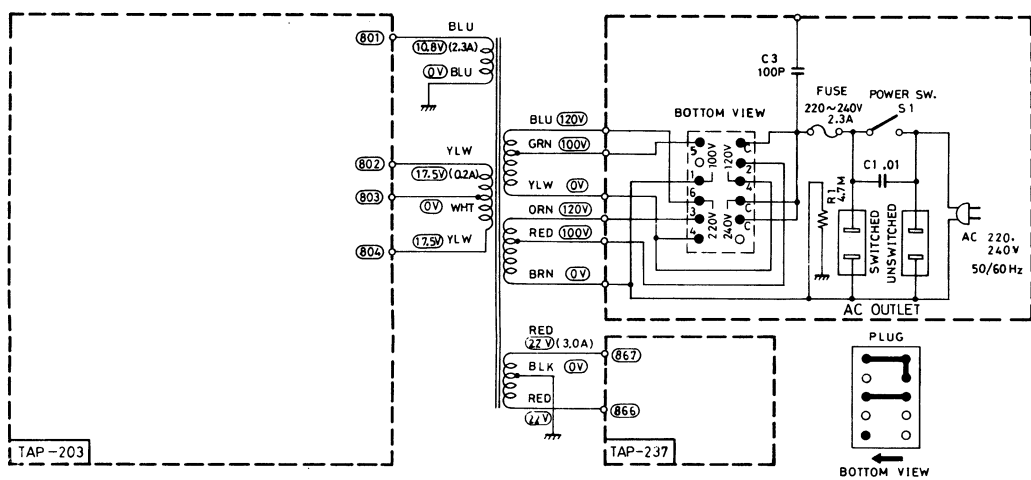 801
BLU
10.8V (2.3A)
0V BLU
802
YLW
17.5V (0.2A)
803
0V WHT
804
17.5V YLW
TAP-203
BLU 120V
GRN 100V
YLW 0V
ORN 120V
RED 100V
BRN 0V
RED
22V (3.0A)
867
BLK 0V
RED
22V
866
TAP-237
C3
100P
BOTTOM VIEW
5
1
6
3
4
100V
220V
120V
240V
C
2
4
C
C
FUSE
220~240V
2.3A
POWER SW.
S1
C1 .01
R1
4.7M
SWITCHED
UNSWITCHED
AC OUTLET
AC 220.
240V
50/60Hz
PLUG
BOTTOM VIEW